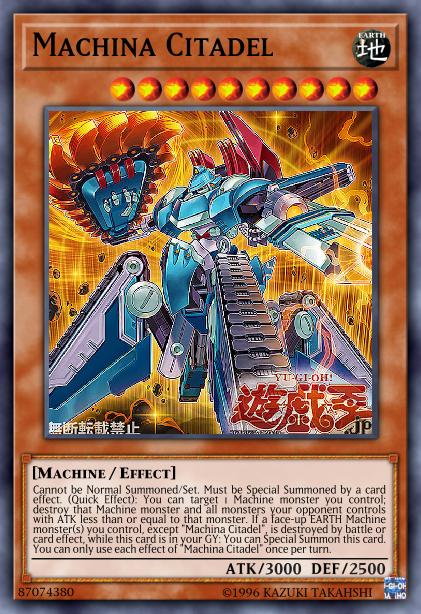 MACHINA CITADEL
EARTH
地
YU-GI-OH!
遊戯王
.JP
無断転載禁止
[MACHINE / EFFECT]
Cannot be Normal Summoned/Set. Must be Special Summoned by a card
effect. (Quick Effect): You can target 1 Machine monster you control;
destroy that Machine monster and all monsters your opponent controls
with ATK less than or equal to that monster. If a face-up EARTH Machine
monster(s) you control, except "Machina Citadel", is destroyed by battle or
card effect, while this card is in your GY: You can Special Summon this card.
You can only use each effect of "Machina Citadel" once per turn.
ATK/3000 DEF/2500
87074380
©1996 KAZUKI TAKAHSHI